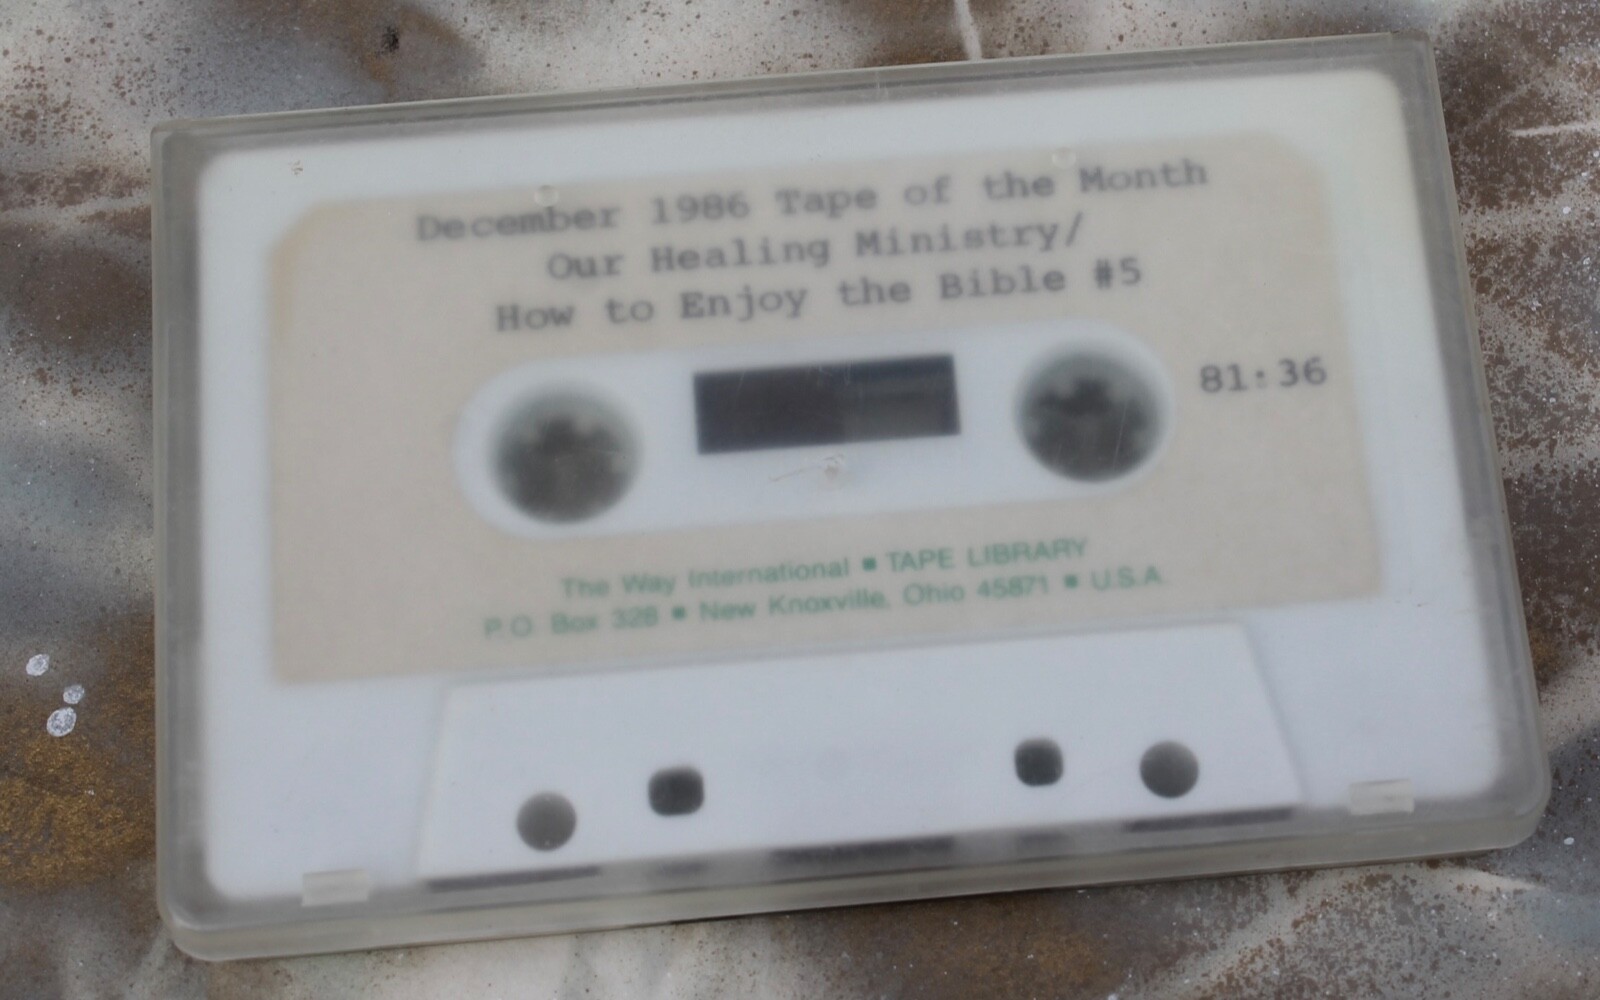 December 1986 Tape of the Month
Our Healing Ministry/
How to Enjoy the Bible #5
81:36
The Way International ■ TAPE LIBRARY
P.O. Box 328 ■ New Knoxville, Ohio 45871 ■ U.S.A.